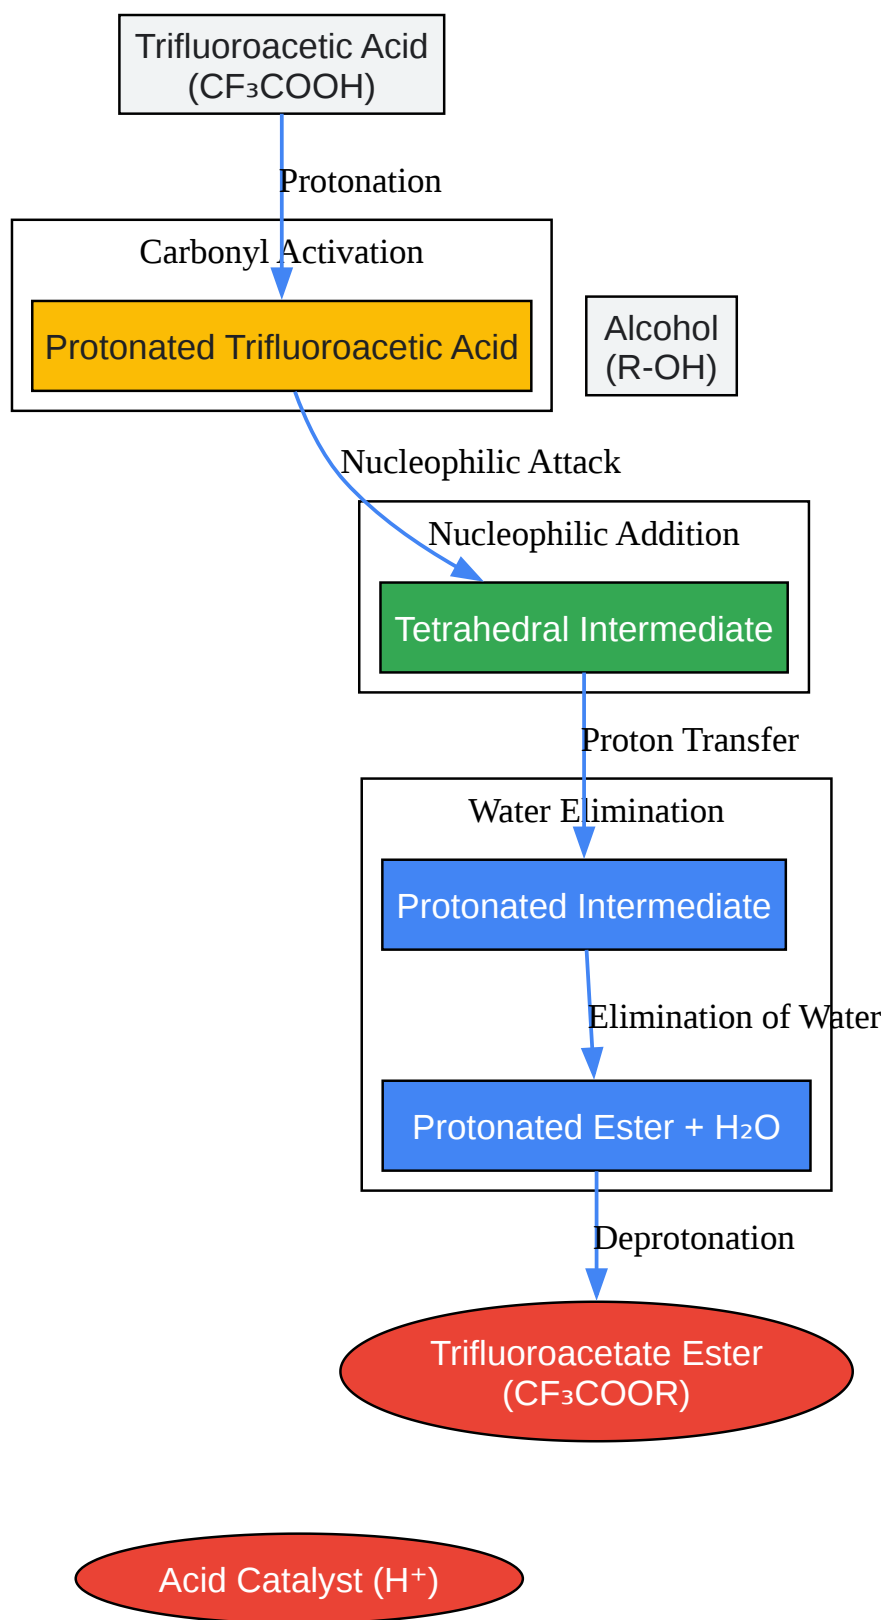 Trifluoroacetic Acid
(CF₃COOH)
Protonation
Carbonyl Activation
Protonated Trifluoroacetic Acid
Alcohol
(R-OH)
Nucleophilic Attack
Nucleophilic Addition
Tetrahedral Intermediate
Proton Transfer
Water Elimination
Protonated Intermediate
Elimination of Water
Protonated Ester + H₂O
Deprotonation
Trifluoroacetate Ester
(CF₃COOR)
Acid Catalyst (H⁺)